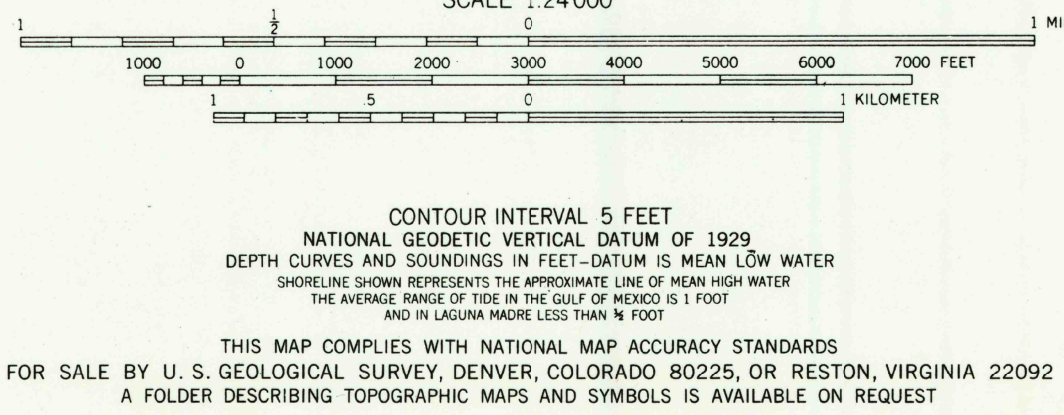 SCALE 1:24 000
1 ½ 0 1 MI
1000 0 1000 2000 3000 4000 5000 6000 7000 FEET
1 .5 0 1 KILOMETER
CONTOUR INTERVAL 5 FEET
NATIONAL GEODETIC VERTICAL DATUM OF 1929
DEPTH CURVES AND SOUNDINGS IN FEET–DATUM IS MEAN LOW WATER
SHORELINE SHOWN REPRESENTS THE APPROXIMATE LINE OF MEAN HIGH WATER
THE AVERAGE RANGE OF TIDE IN THE GULF OF MEXICO IS 1 FOOT
AND IN LAGUNA MADRE LESS THAN ½ FOOT
THIS MAP COMPLIES WITH NATIONAL MAP ACCURACY STANDARDS
FOR SALE BY U. S. GEOLOGICAL SURVEY, DENVER, COLORADO 80225, OR RESTON, VIRGINIA 22092
A FOLDER DESCRIBING TOPOGRAPHIC MAPS AND SYMBOLS IS AVAILABLE ON REQUEST